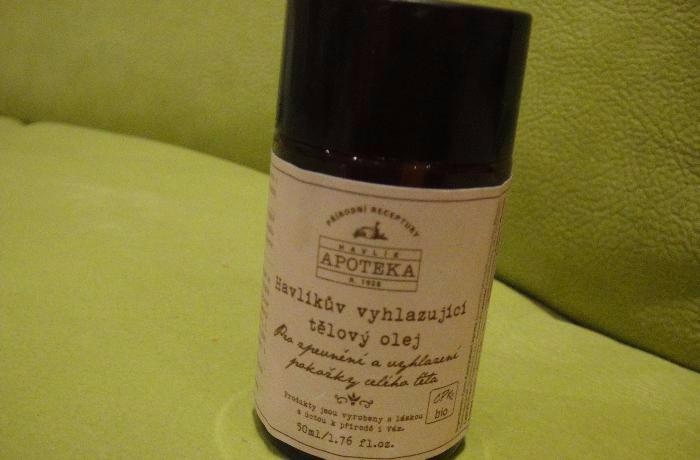 PŘÍRODNÍ RECEPTURY
HAVLÍK
APOTEKA
R. 1928
Havlíkův vyhlazující
tělový olej
Pro zpevnění a vyhlazení
pokožky celého těla
Produkty jsou vyrobeny s láskou
a úctou k přírodě i Vám.
CPK
bio
50ml/1.76 fl.oz.